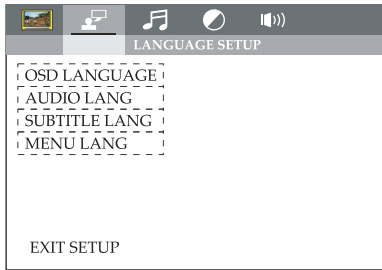 LANGUAGE SETUP
OSD LANGUAGE
AUDIO LANG
SUBTITLE LANG
MENU LANG
EXIT SETUP